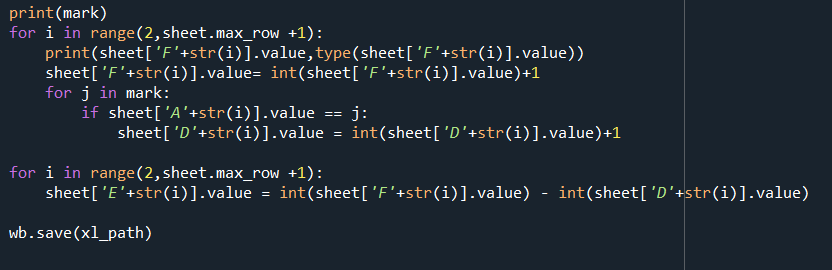 print(mark)
for i in range(2,sheet.max_row +1):
    print(sheet['F'+str(i)].value,type(sheet['F'+str(i)].value))
    sheet['F'+str(i)].value= int(sheet['F'+str(i)].value)+1
    for j in mark:
        if sheet['A'+str(i)].value == j:
            sheet['D'+str(i)].value = int(sheet['D'+str(i)].value)+1

for i in range(2,sheet.max_row +1):
    sheet['E'+str(i)].value = int(sheet['F'+str(i)].value) - int(sheet['D'+str(i)].value)

wb.save(xl_path)